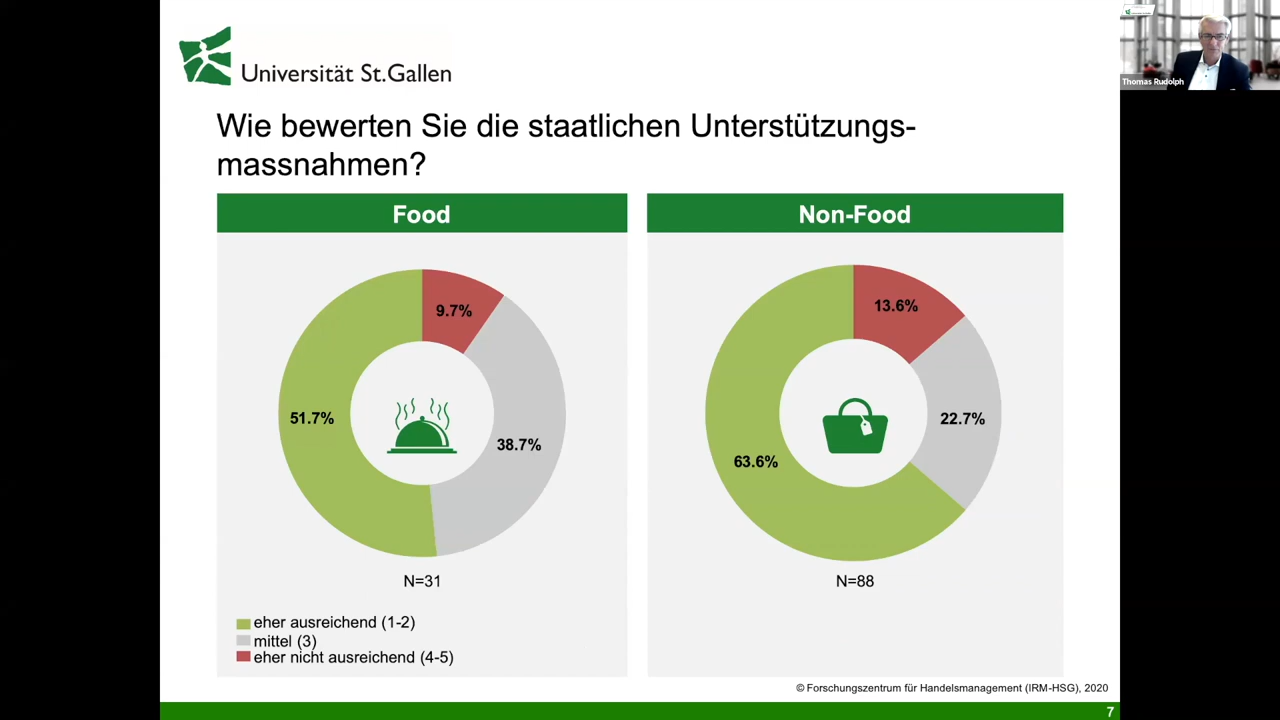 Universität St.Gallen
Thomas Rudolph
Wie bewerten Sie die staatlichen Unterstützungs-
massnahmen?
Food
9.7%
51.7%
38.7%
N=31
eher ausreichend (1-2)
mittel (3)
eher nicht ausreichend (4-5)
Non-Food
13.6%
22.7%
63.6%
N=88
© Forschungszentrum für Handelsmanagement (IRM-HSG), 2020
7